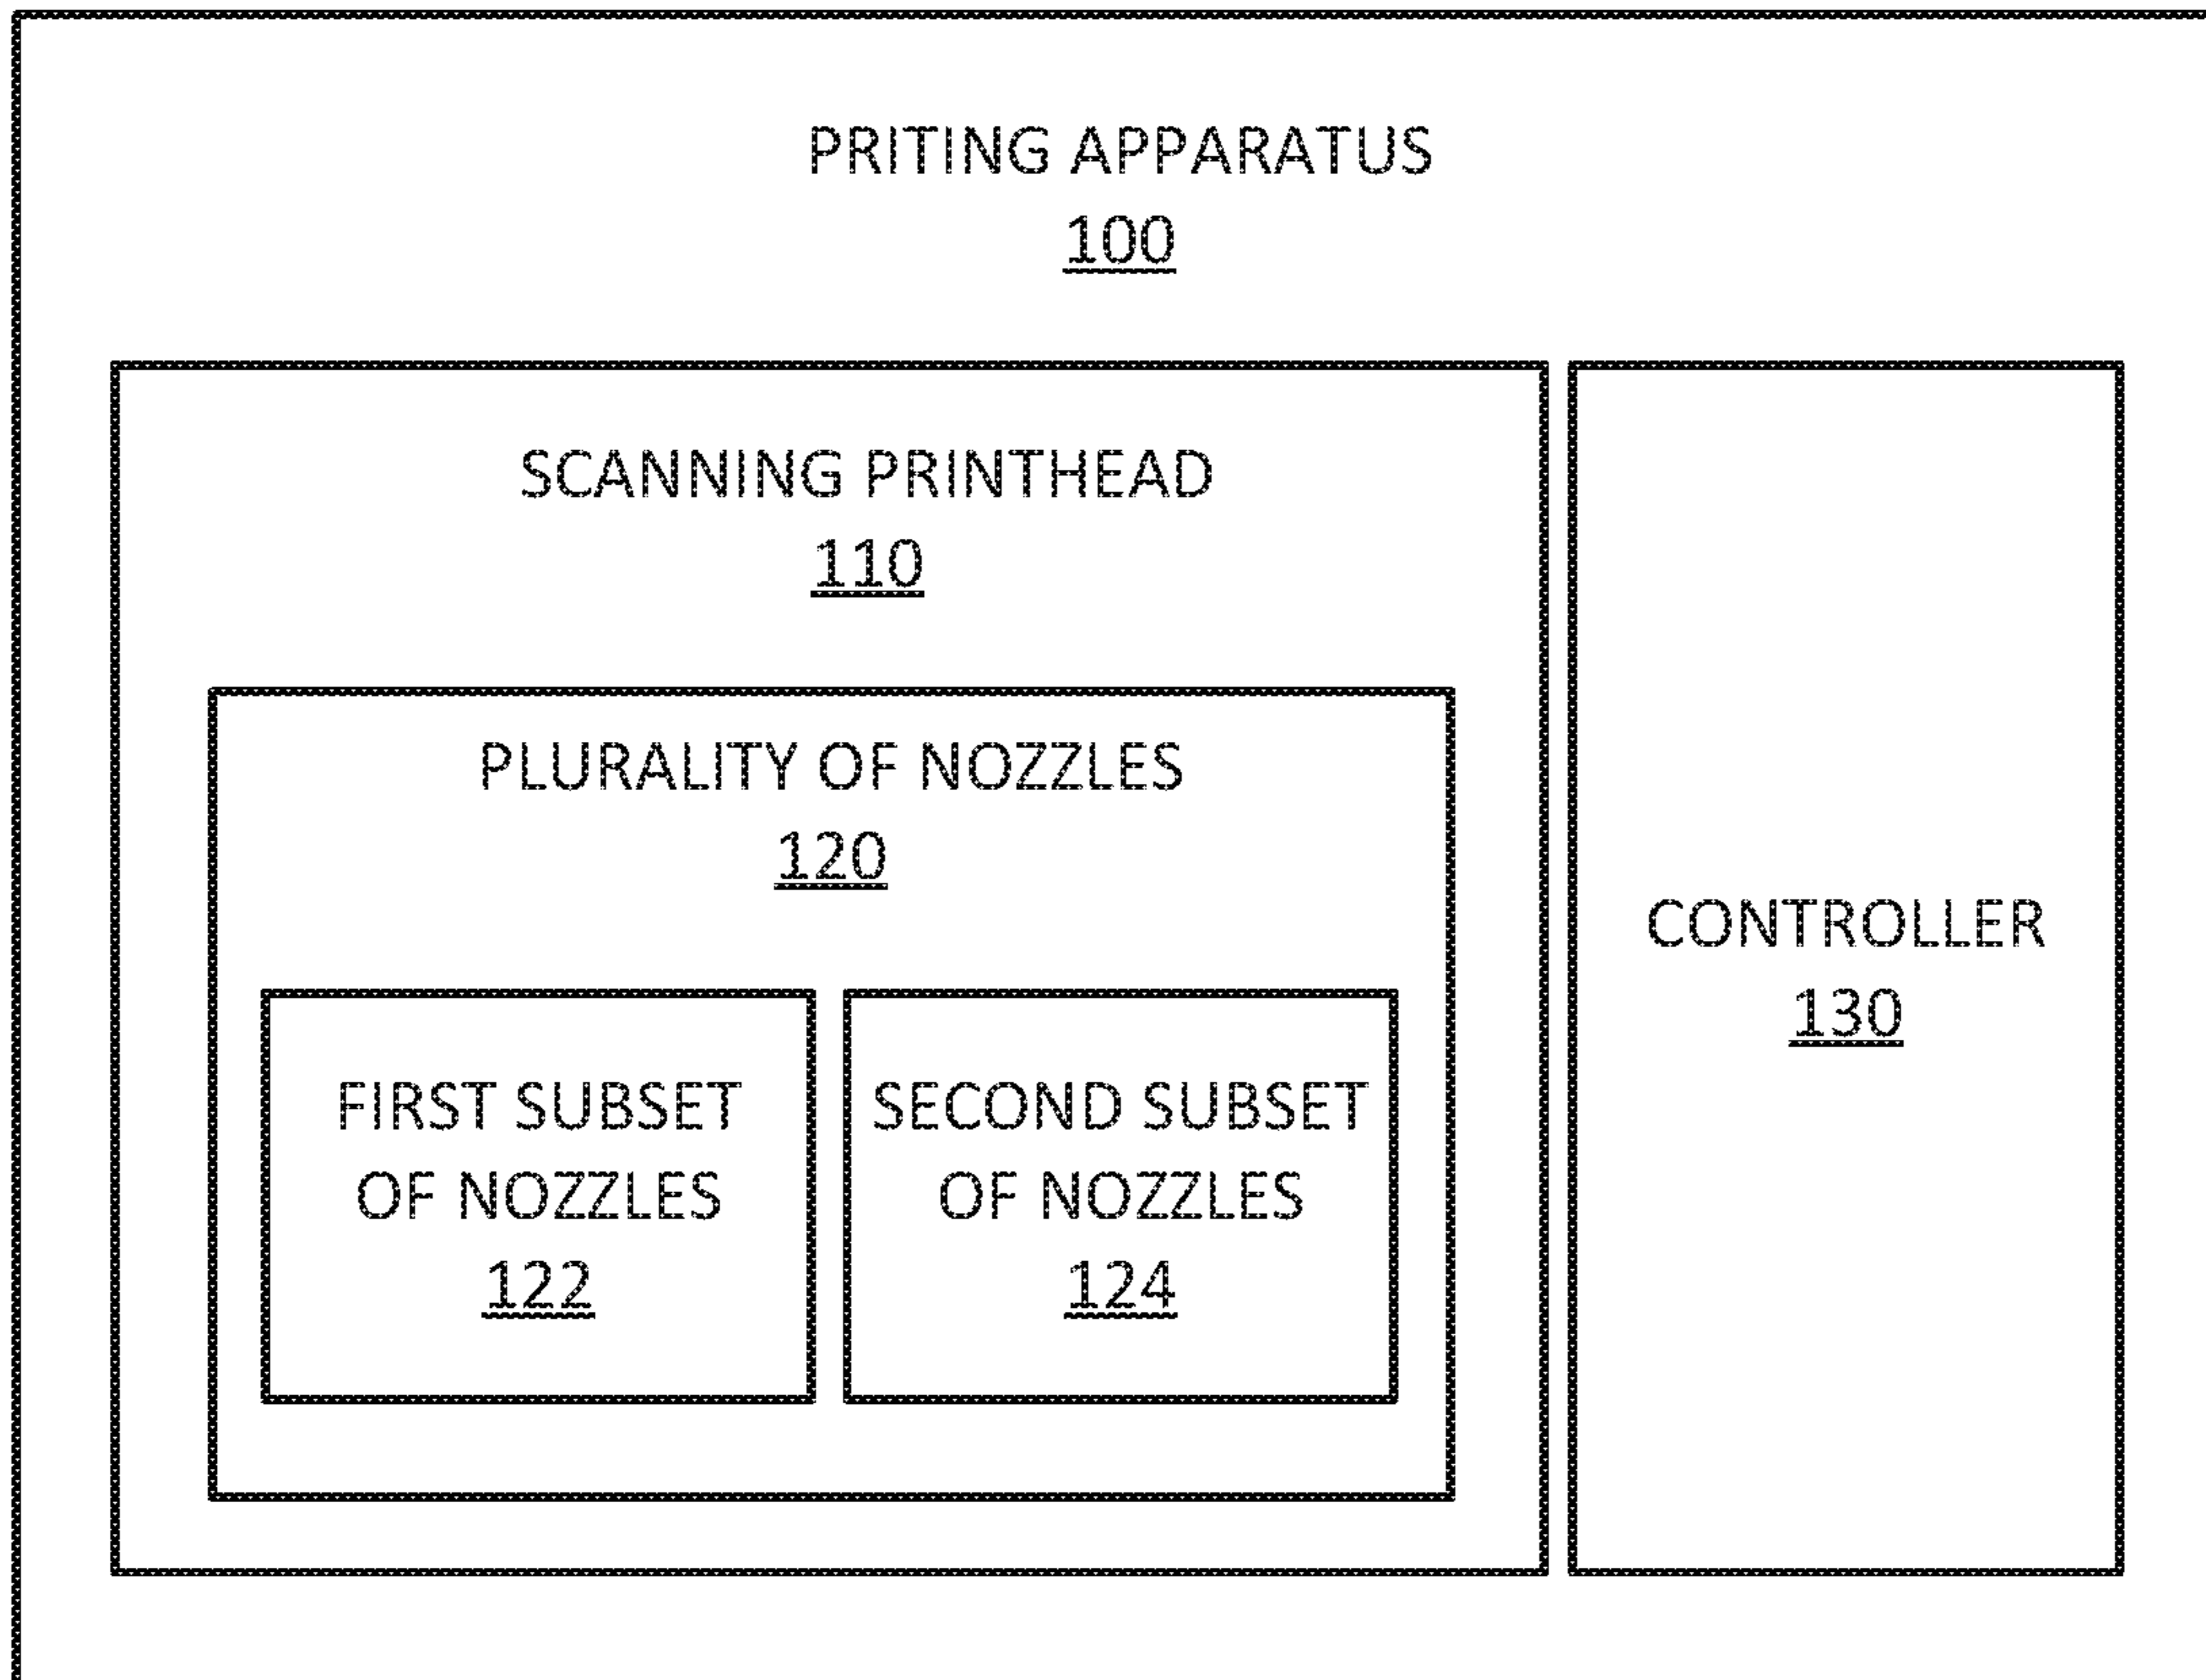 PRITING APPARATUS
100
SCANNING PRINTHEAD
110
PLURALITY OF NOZZLES
120
FIRST SUBSET
OF NOZZLES
122
SECOND SUBSET
OF NOZZLES
124
CONTROLLER
130